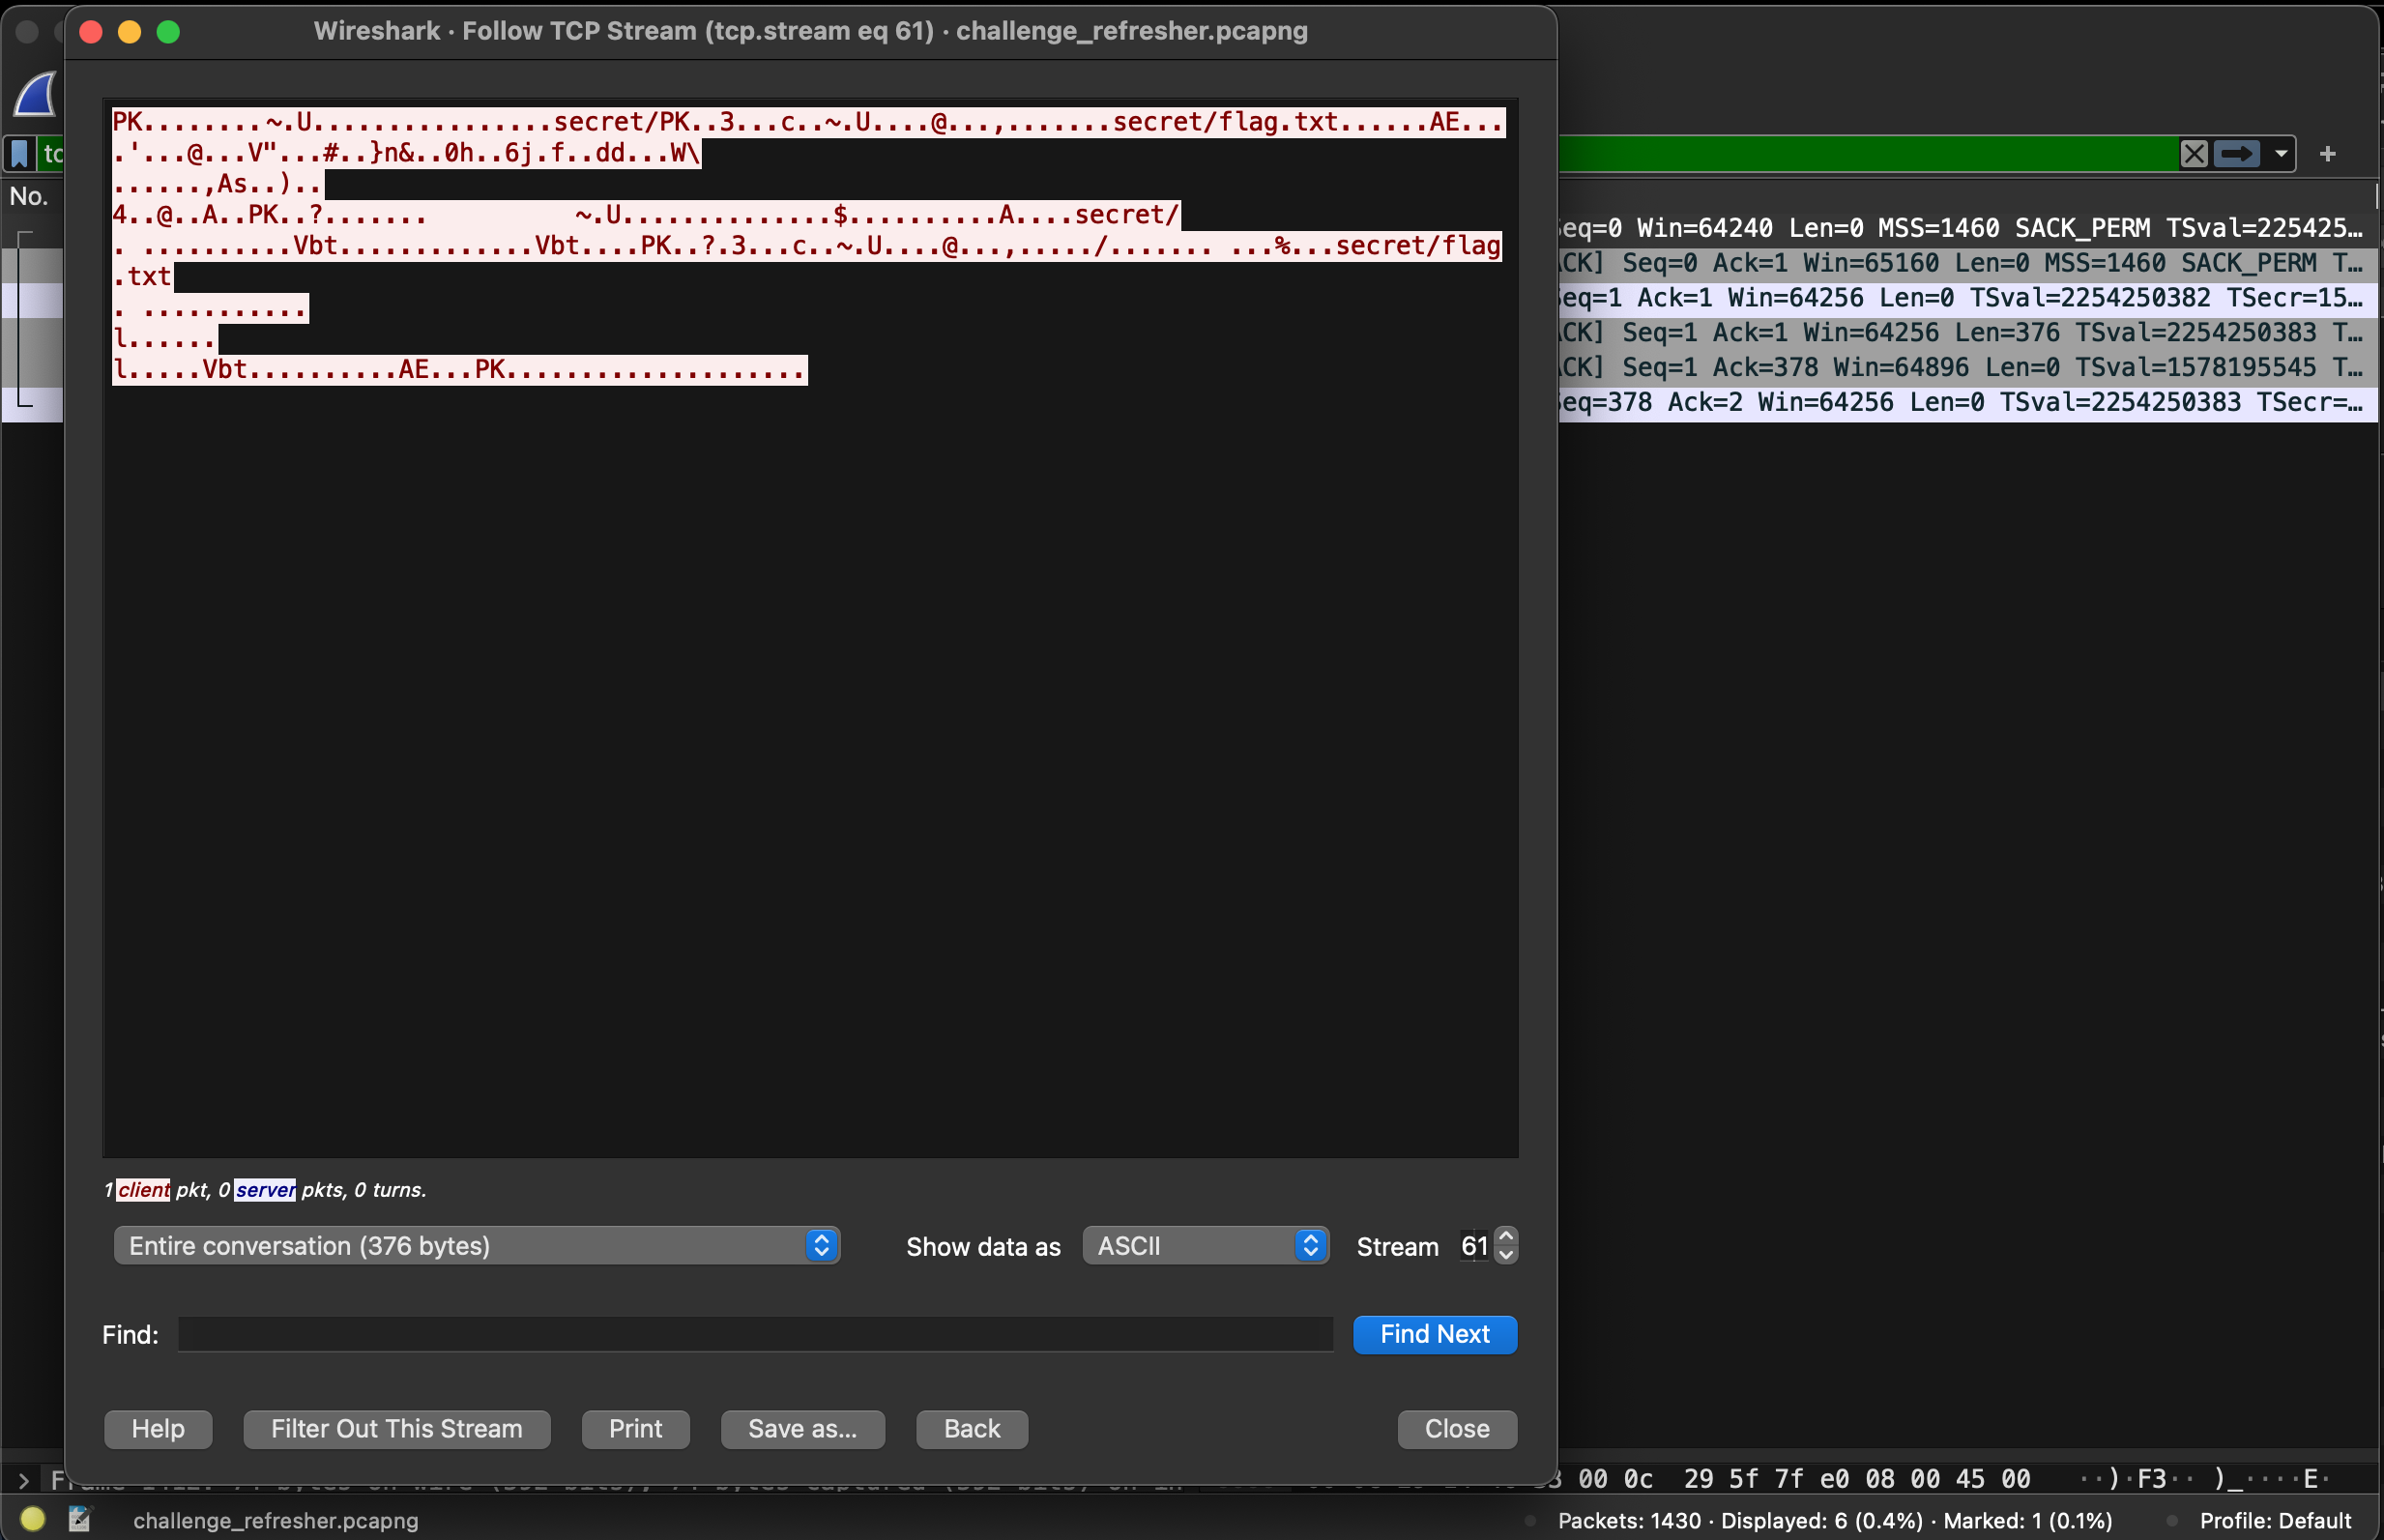 Wireshark · Follow TCP Stream (tcp.stream eq 61) · challenge_refresher.pcapng
PK........~.U................secret/PK..3...c..~.U....@...,.......secret/flag.txt......AE...
.'...@...V"...#..}n&..0h..6j.f..dd...W\
......,As..)..
4..@..A..PK..?....... ~.U..............$..........A....secret/
. ..........Vbt.............Vbt....PK..?.3...c..~.U....@...,...../....... ...%...secret/flag
.txt
. ...........
l......
l.....Vbt..........AE...PK....................
No.
eq=0 Win=64240 Len=0 MSS=1460 SACK_PERM TSval=225425…
CK] Seq=0 Ack=1 Win=65160 Len=0 MSS=1460 SACK_PERM T…
eq=1 Ack=1 Win=64256 Len=0 TSval=2254250382 TSecr=15…
CK] Seq=1 Ack=1 Win=64256 Len=376 TSval=2254250383 T…
CK] Seq=1 Ack=378 Win=64896 Len=0 TSval=1578195545 T…
eq=378 Ack=2 Win=64256 Len=0 TSval=2254250383 TSecr=…
1 client pkt, 0 server pkts, 0 turns.
Entire conversation (376 bytes) Show data as ASCII Stream 61
Find: Find Next
Help Filter Out This Stream Print Save as… Back Close
00 0c 29 5f 7f e0 08 00 45 00 ··)·F3·· )_····E·
challenge_refresher.pcapng Packets: 1430 · Displayed: 6 (0.4%) · Marked: 1 (0.1%) Profile: Default